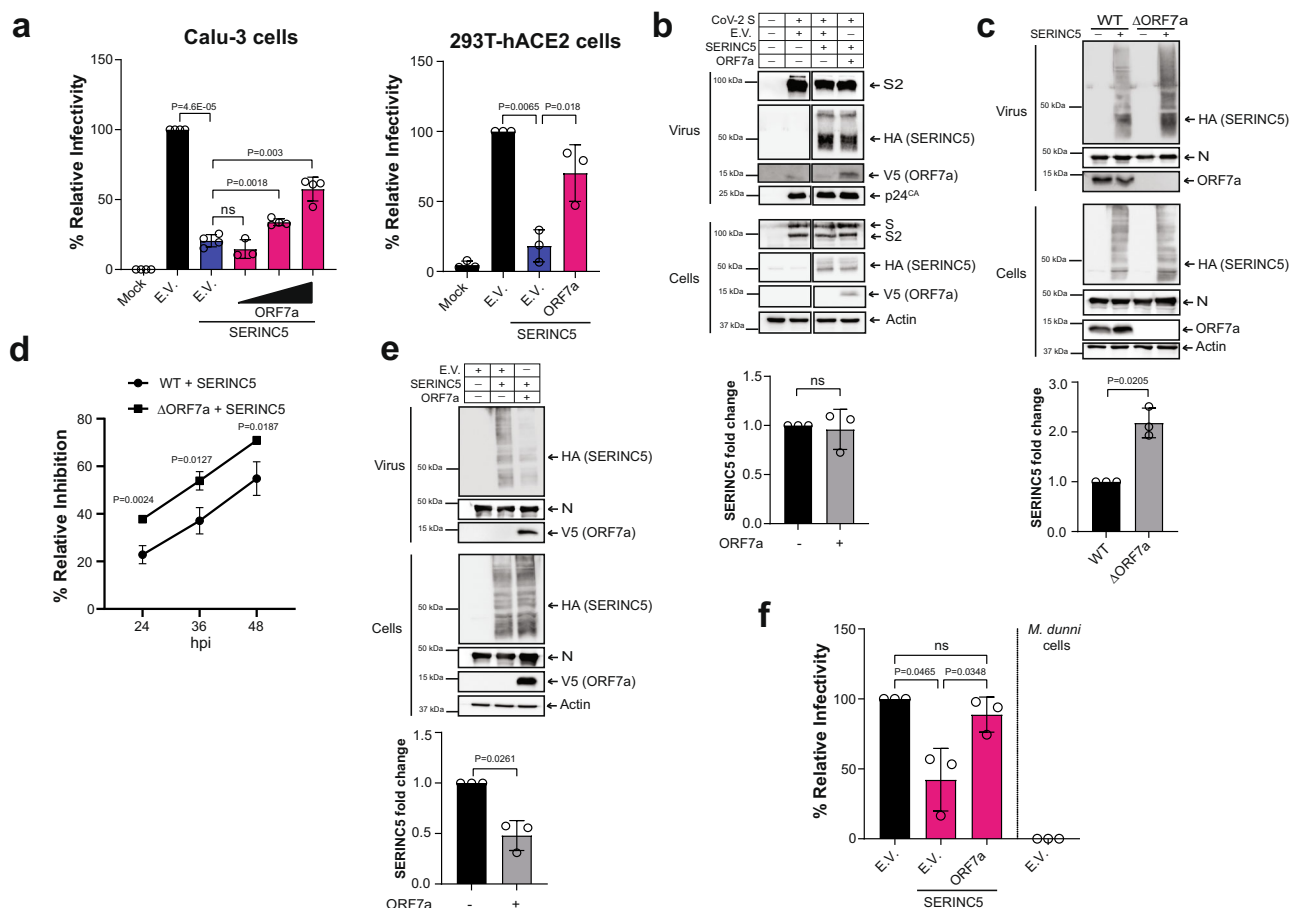 a
Calu-3 cells
% Relative Infectivity
150
100
50
0
P=4.6E-05
P=0.003
P=0.0018
ns
Mock
E.V.
E.V.
ORF7a
SERINC5
293T-hACE2 cells
% Relative Infectivity
150
100
50
0
P=0.0065
P=0.018
Mock
E.V.
E.V.
ORF7a
SERINC5
b
CoV-2 S – + + +
E.V. – + + –
SERINC5 – – + +
ORF7a – – – +
Virus
100 kDa
S2
50 kDa
HA (SERINC5)
15 kDa
V5 (ORF7a)
25 kDa
p24CA
Cells
100 kDa
S
S2
50 kDa
HA (SERINC5)
15 kDa
V5 (ORF7a)
37 kDa
Actin
SERINC5 fold change
1.5
1.0
0.5
0.0
ns
ORF7a - +
c
WT ΔORF7a
SERINC5 – + – +
Virus
50 kDa
HA (SERINC5)
50 kDa
N
15 kDa
ORF7a
Cells
50 kDa
HA (SERINC5)
50 kDa
N
15 kDa
ORF7a
37 kDa
Actin
SERINC5 fold change
3.0
2.0
1.0
0.0
P=0.0205
WT
ΔORF7a
d
WT + SERINC5
ΔORF7a + SERINC5
% Relative Inhibition
80
60
40
20
0
P=0.0024
P=0.0127
P=0.0187
24 36 48
hpi
e
E.V. + + –
SERINC5 – + +
ORF7a – – +
Virus
50 kDa
HA (SERINC5)
50 kDa
N
15 kDa
V5 (ORF7a)
Cells
50 kDa
HA (SERINC5)
50 kDa
N
15 kDa
V5 (ORF7a)
37 kDa
Actin
SERINC5 fold change
1.5
1.0
0.5
0.0
P=0.0261
ORF7a - +
f
% Relative Infectivity
150
100
50
0
ns
P=0.0465
P=0.0348
M. dunni
cells
E.V.
E.V.
ORF7a
E.V.
SERINC5